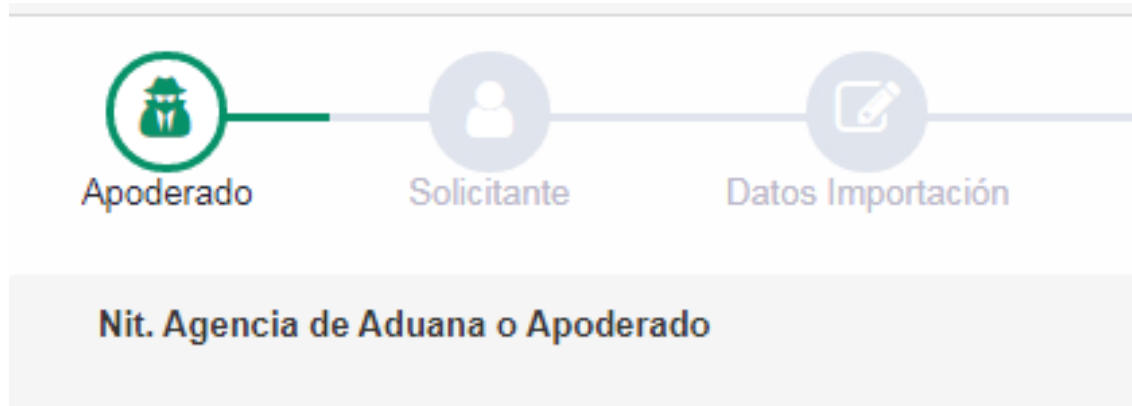 Apoderado Solicitante Datos Importación
Nit. Agencia de Aduana o Apoderado